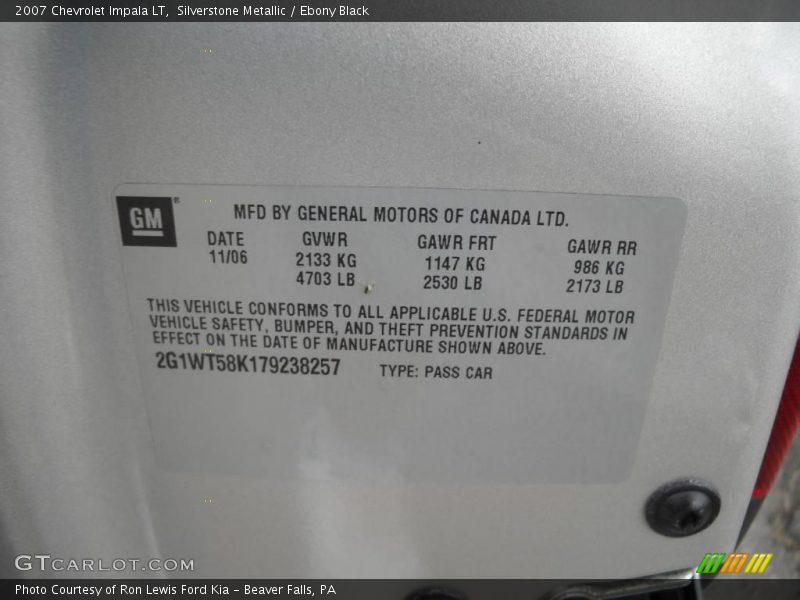 2007 Chevrolet Impala LT, Silverstone Metallic / Ebony Black
GM®
MFD BY GENERAL MOTORS OF CANADA LTD.
DATE GVWR GAWR FRT GAWR RR
11/06 2133 KG 1147 KG 986 KG
4703 LB 2530 LB 2173 LB
THIS VEHICLE CONFORMS TO ALL APPLICABLE U.S. FEDERAL MOTOR
VEHICLE SAFETY, BUMPER, AND THEFT PREVENTION STANDARDS IN
EFFECT ON THE DATE OF MANUFACTURE SHOWN ABOVE.
2G1WT58K179238257 TYPE: PASS CAR
GTCARLOT.COM
Photo Courtesy of Ron Lewis Ford Kia – Beaver Falls, PA